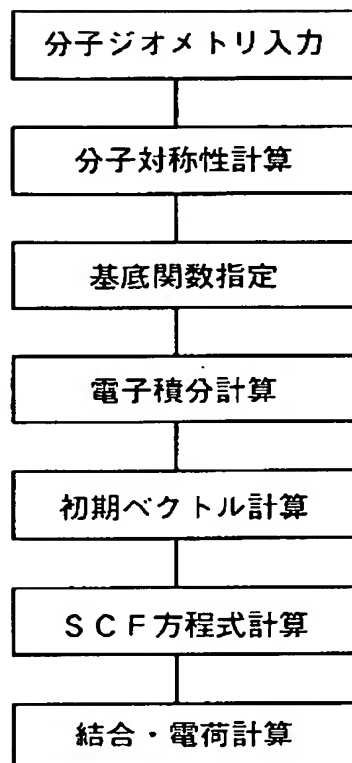 分子ジオメトリ入力
分子対称性計算
基底関数指定
電子積分計算
初期ベクトル計算
SCF方程式計算
結合・電荷計算